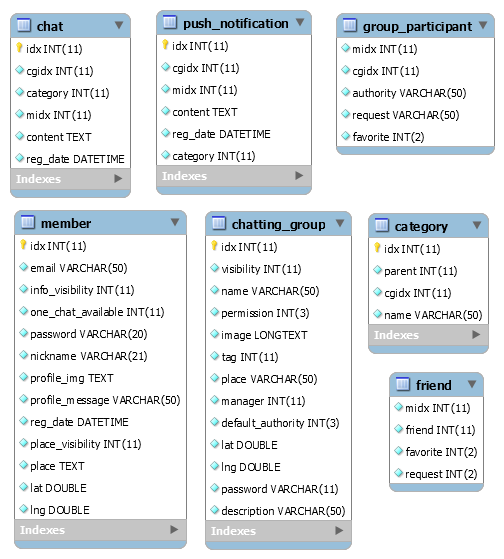 chat
idx INT(11)
cgidx INT(11)
category INT(11)
midx INT(11)
content TEXT
reg_date DATETIME
Indexes
push_notification
idx INT(11)
cgidx INT(11)
midx INT(11)
content TEXT
reg_date DATETIME
category INT(11)
Indexes
group_participant
midx INT(11)
cgidx INT(11)
authority VARCHAR(50)
request VARCHAR(50)
favorite INT(2)
member
idx INT(11)
email VARCHAR(50)
info_visibility INT(11)
one_chat_available INT(11)
password VARCHAR(20)
nickname VARCHAR(21)
profile_img TEXT
profile_message VARCHAR(50)
reg_date DATETIME
place_visibility INT(11)
place TEXT
lat DOUBLE
lng DOUBLE
Indexes
chatting_group
idx INT(11)
visibility INT(11)
name VARCHAR(50)
permission INT(3)
image LONGTEXT
tag INT(11)
place VARCHAR(50)
manager INT(11)
default_authority INT(3)
lat DOUBLE
lng DOUBLE
password VARCHAR(11)
description VARCHAR(50)
Indexes
category
idx INT(11)
parent INT(11)
cgidx INT(11)
name VARCHAR(50)
Indexes
friend
midx INT(11)
friend INT(11)
favorite INT(2)
request INT(2)